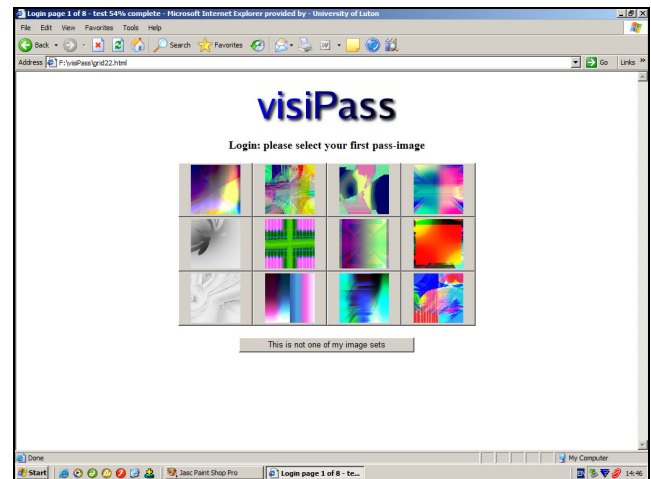 Login page 1 of 8 - test 54% complete - Microsoft Internet Explorer provided by - University of Luton
File Edit View Favorites Tools Help
Back Search Favorites
Address F:\visiPass\grid22.html Go Links »
visiPass
Login: please select your first pass-image
This is not one of my image sets
Done My Computer
Start Jasc Paint Shop Pro Login page 1 of 8 - te... 14:46